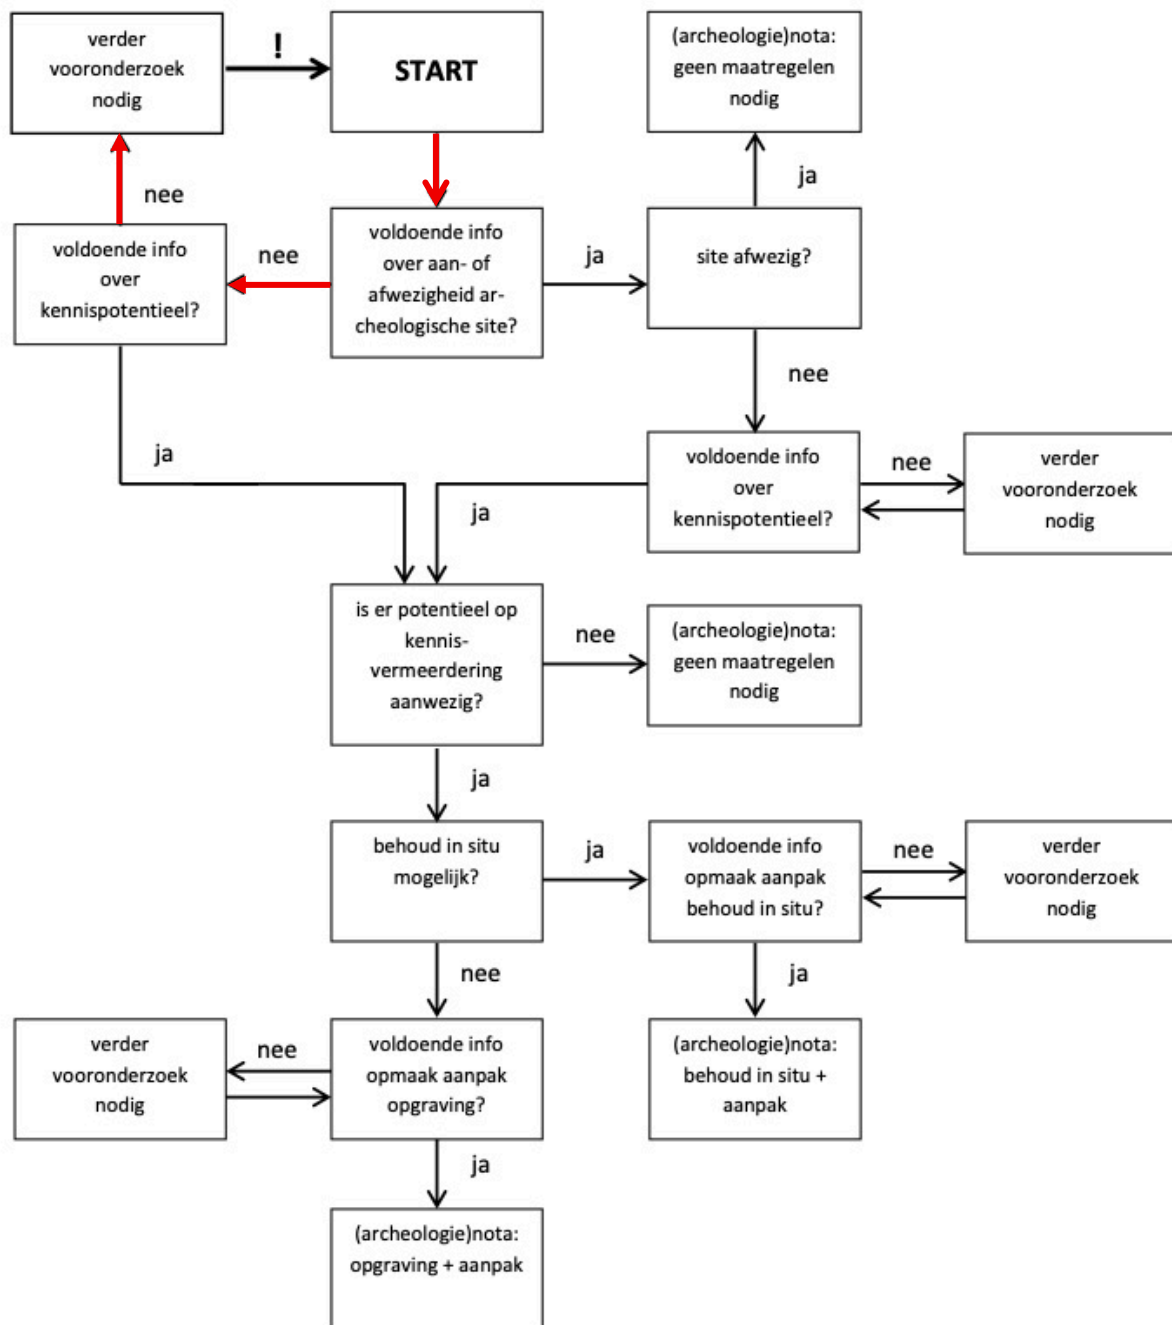 verder
vooronderzoek
nodig
!
START
(archeologie)nota:
geen maatregelen
nodig
nee
ja
voldoende info
over
kennispotentieel?
nee
voldoende info
over aan- of
afwezigheid ar-
cheologische site?
ja
site afwezig?
nee
ja
voldoende info
over
kennispotentieel?
nee
verder
vooronderzoek
nodig
ja
is er potentieel op
kennis-
vermeerdering
aanwezig?
nee
(archeologie)nota:
geen maatregelen
nodig
ja
behoud in situ
mogelijk?
ja
voldoende info
opmaak aanpak
behoud in situ?
nee
verder
vooronderzoek
nodig
nee
ja
verder
vooronderzoek
nodig
nee
voldoende info
opmaak aanpak
opgraving?
(archeologie)nota:
behoud in situ +
aanpak
ja
(archeologie)nota:
opgraving + aanpak